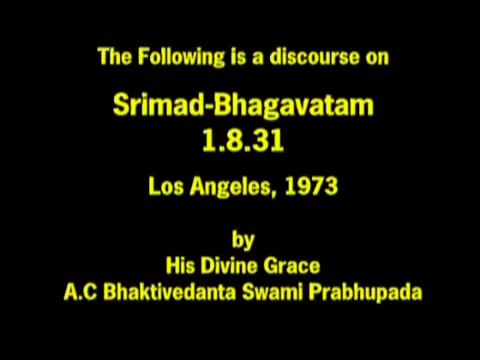 The Following is a discourse on
Srimad-Bhagavatam
1.8.31
Los Angeles, 1973
by
His Divine Grace
A.C Bhaktivedanta Swami Prabhupada